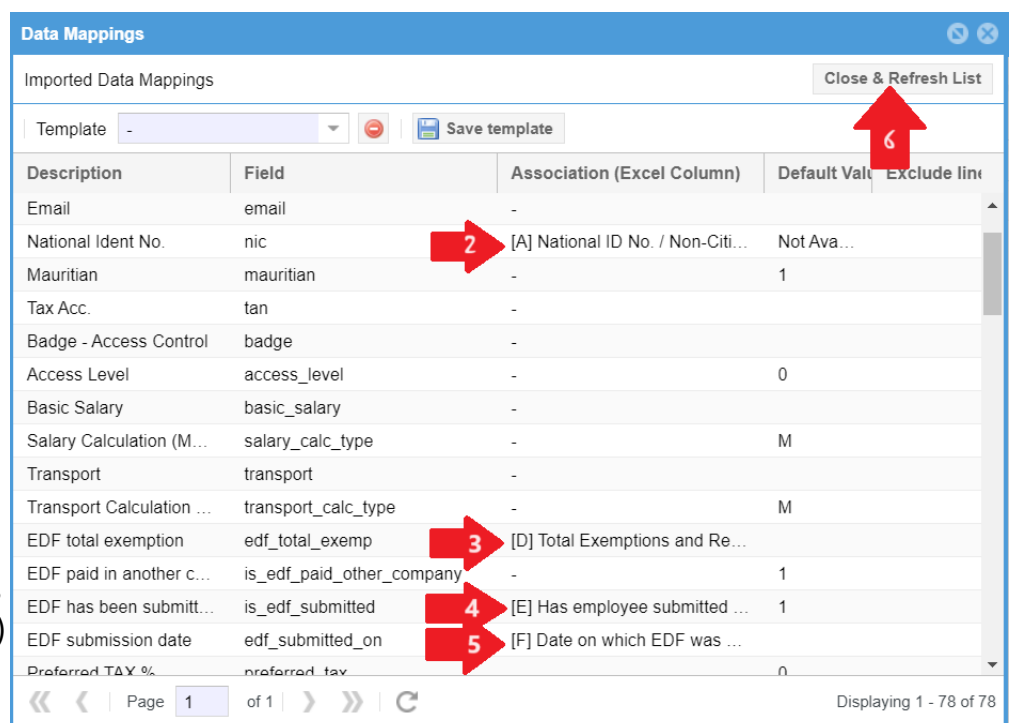 Data Mappings
Imported Data Mappings Close & Refresh List
Template - Save template 6
Description Field Association (Excel Column) Default Valu Exclude line
Email email -
National Ident No. nic 2 [A] National ID No. / Non-Citi... Not Ava...
Mauritian mauritian - 1
Tax Acc. tan -
Badge - Access Control badge -
Access Level access_level - 0
Basic Salary basic_salary -
Salary Calculation (M... salary_calc_type - M
Transport transport -
Transport Calculation ... transport_calc_type - M
EDF total exemption edf_total_exemp 3 [D] Total Exemptions and Re...
EDF paid in another c... is_edf_paid_other_company - 1
EDF has been submitt... is_edf_submitted 4 [E] Has employee submitted ... 1
) EDF submission date edf_submitted_on 5 [F] Date on which EDF was ...
Preferred TAX % preferred_tax 0
Page 1 of 1 Displaying 1 - 78 of 78